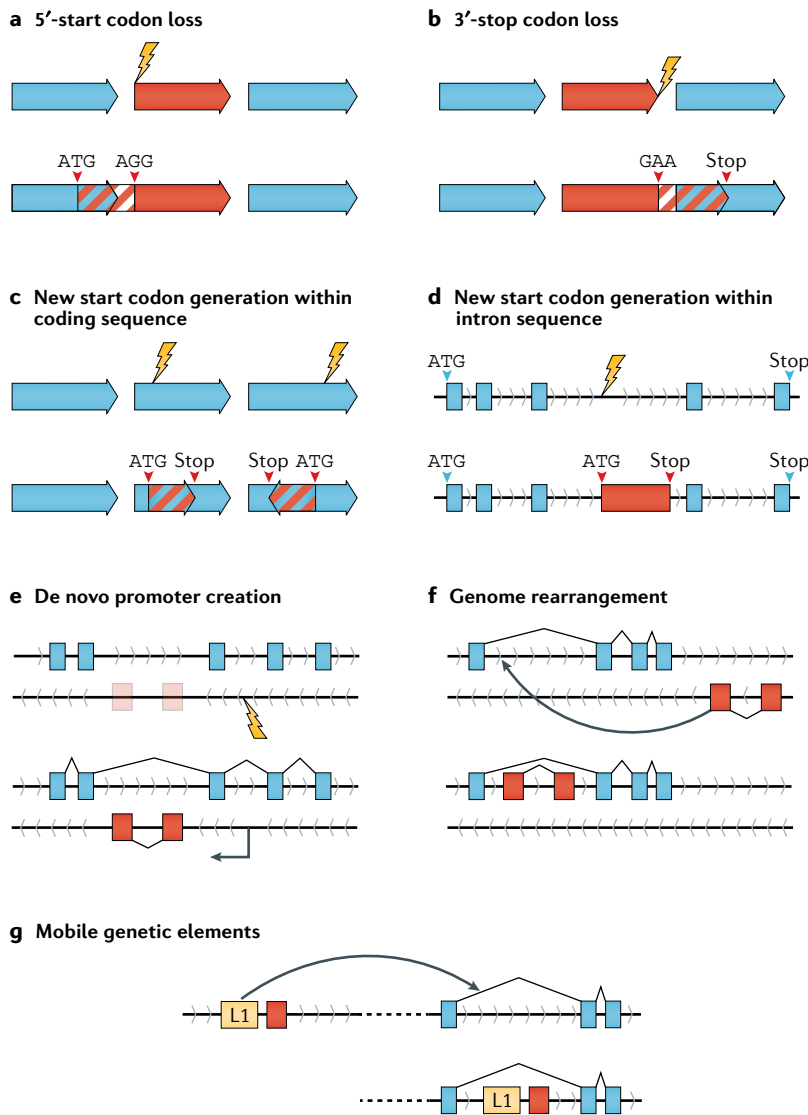 a 5′-start codon loss
ATG AGG
b 3′-stop codon loss
GAA Stop
c New start codon generation within
coding sequence
ATG Stop Stop ATG
d New start codon generation within
intron sequence
ATG Stop
ATG ATG Stop Stop
e De novo promoter creation
f Genome rearrangement
g Mobile genetic elements
L1
L1